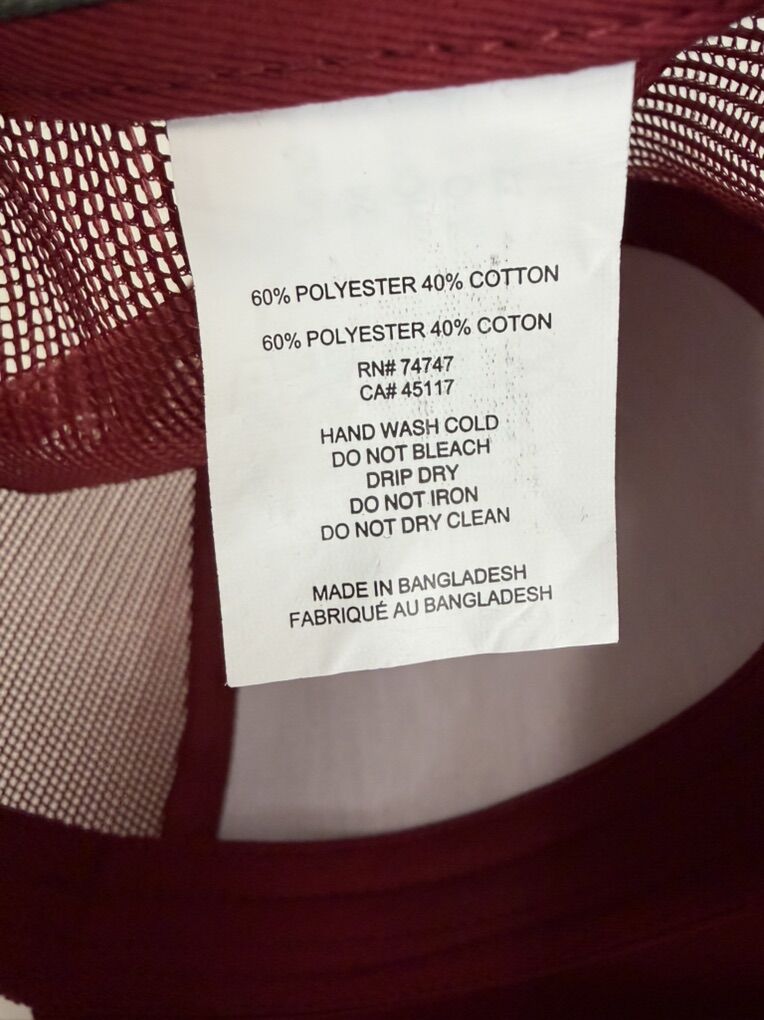 60% POLYESTER 40% COTTON
60% POLYESTER 40% COTON
RN# 74747
CA# 45117
HAND WASH COLD
DO NOT BLEACH
DRIP DRY
DO NOT IRON
DO NOT DRY CLEAN
MADE IN BANGLADESH
FABRIQUÉ AU BANGLADESH